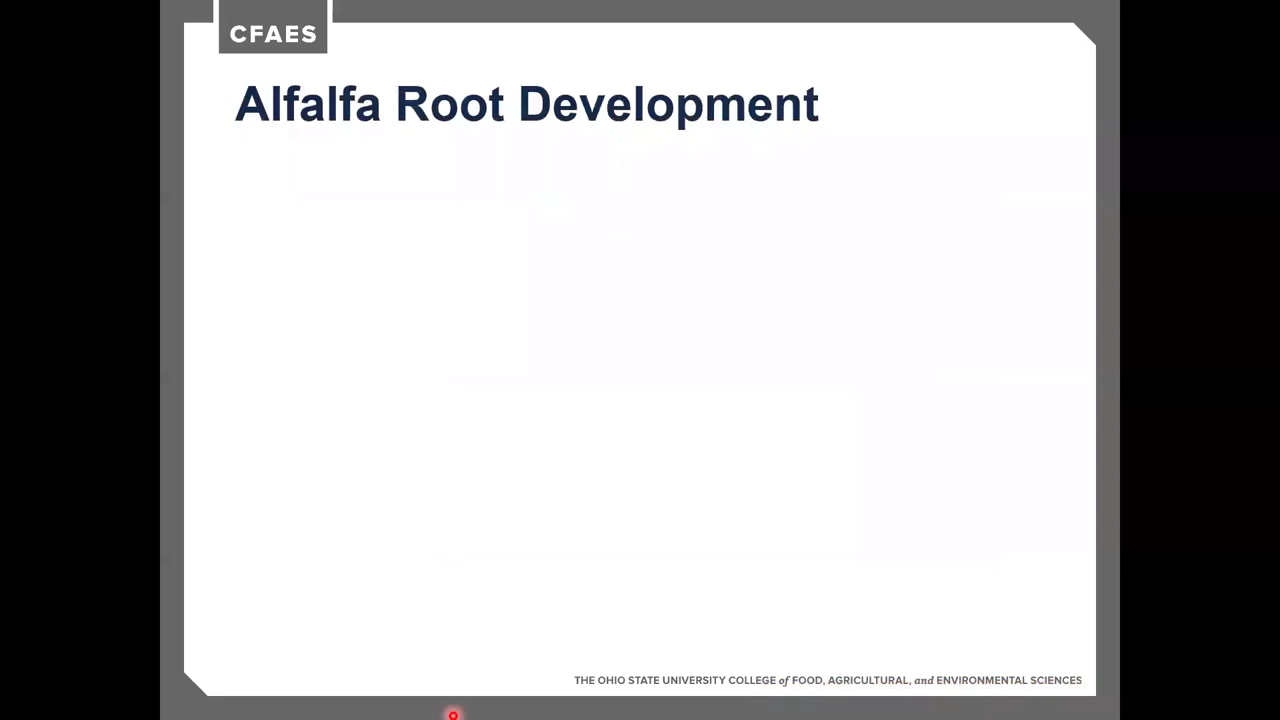 CFAES
Alfalfa Root Development
THE OHIO STATE UNIVERSITY COLLEGE of FOOD, AGRICULTURAL, and ENVIRONMENTAL SCIENCES